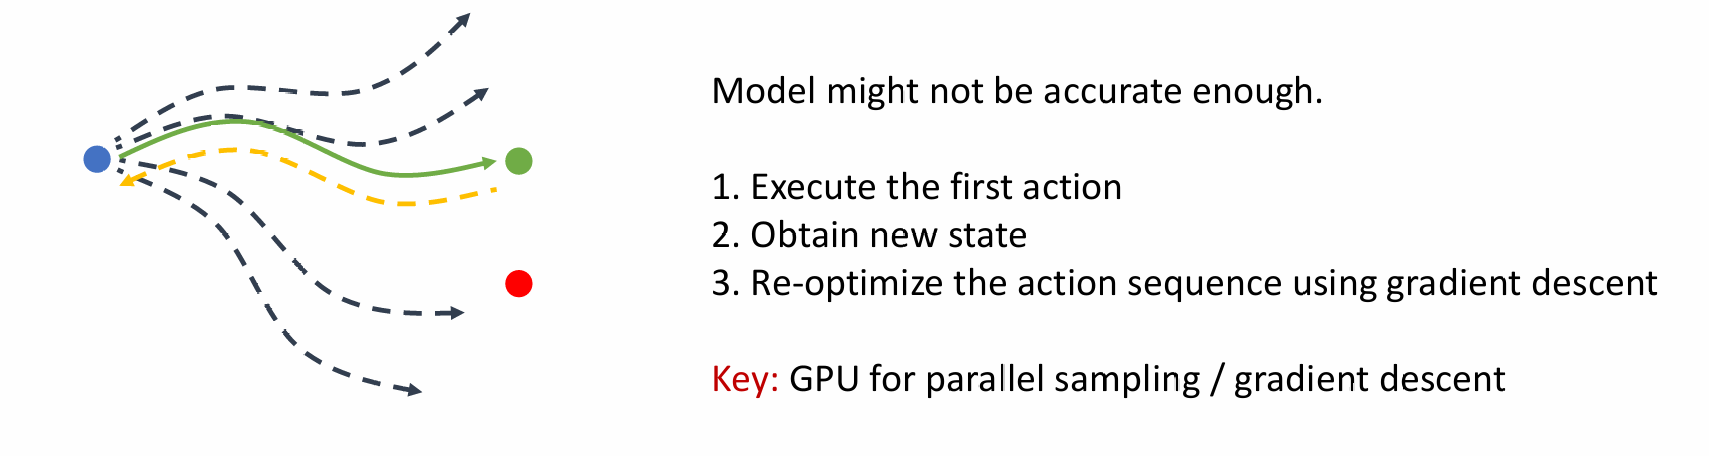 Model might not be accurate enough.
1. Execute the first action
2. Obtain new state
3. Re-optimize the action sequence using gradient descent
Key: GPU for parallel sampling / gradient descent